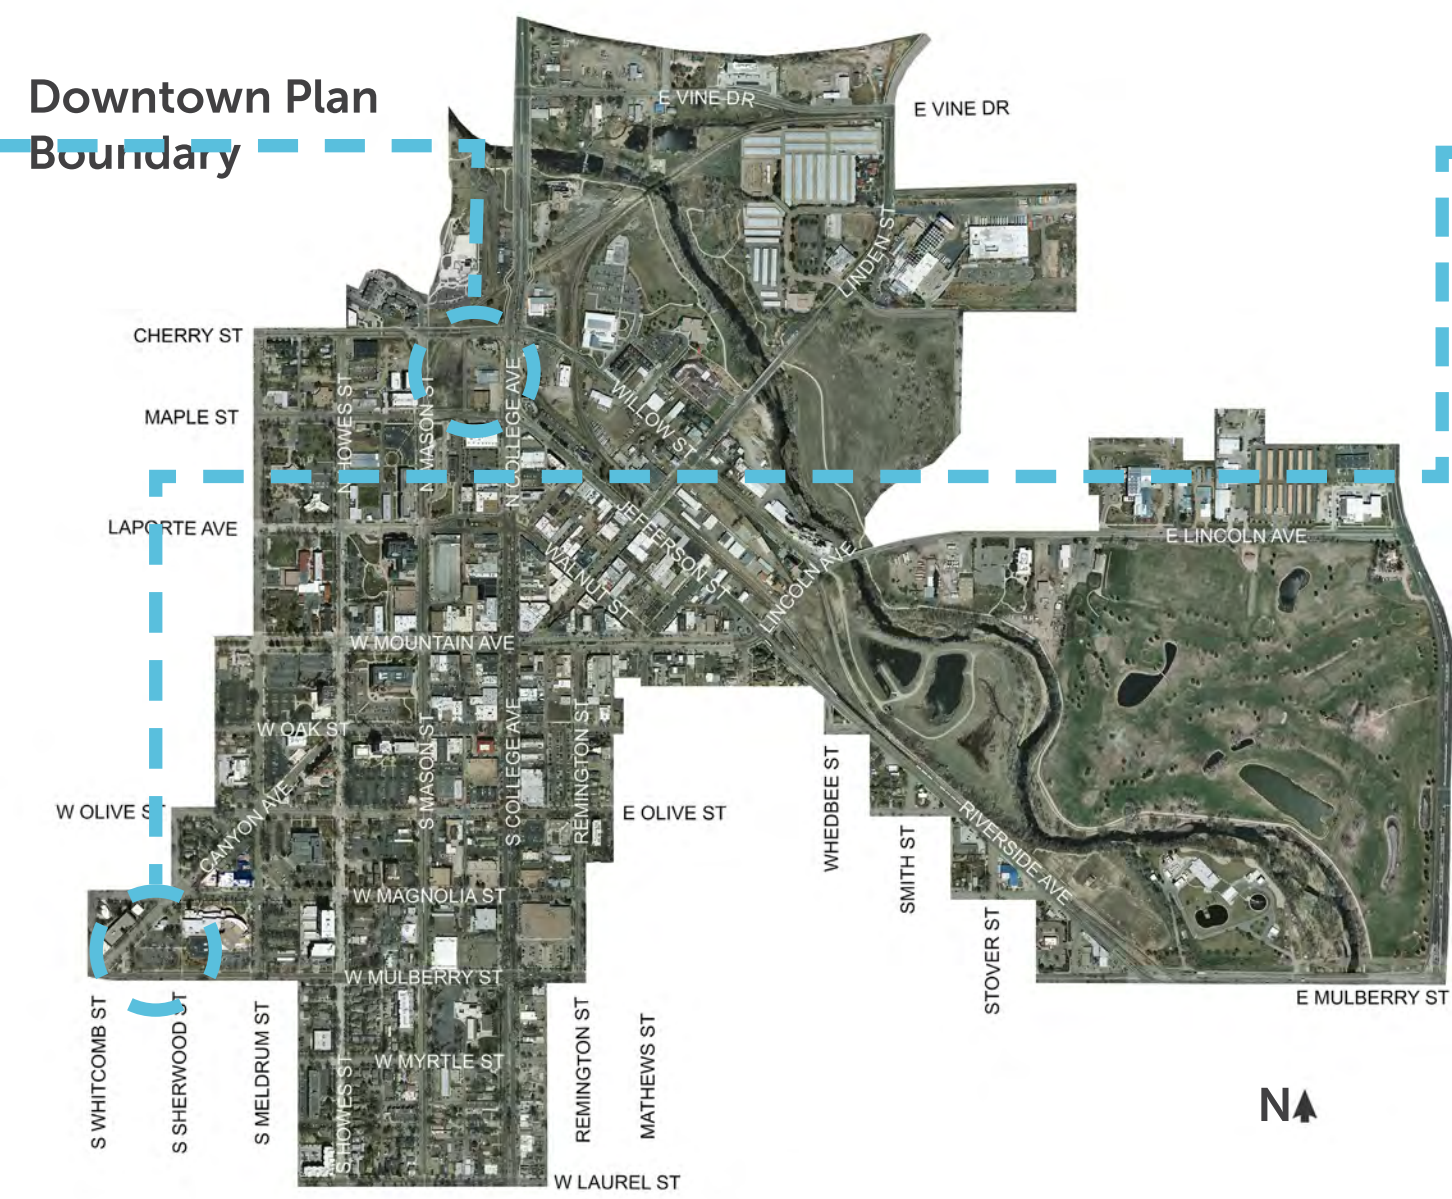 Downtown Plan
Boundary
E VINE DR
E VINE DR
LINDEN ST
CHERRY ST
MAPLE ST
N HOWES ST
N MASON ST
N COLLEGE AVE
WILLOW ST
LAPORTE AVE
JEFFERSON ST
WALNUT ST
LINCOLN AVE
E LINCOLN AVE
W MOUNTAIN AVE
W OAK ST
S MASON ST
S COLLEGE AVE
REMINGTON ST
CANYON AVE
W OLIVE ST
E OLIVE ST
WHEDBEE ST
SMITH ST
RIVERSIDE AVE
STOVER ST
W MAGNOLIA ST
W MULBERRY ST
E MULBERRY ST
S WHITCOMB ST
S SHERWOOD ST
S MELDRUM ST
S HOWES ST
W MYRTLE ST
REMINGTON ST
MATHEWS ST
N
W LAUREL ST